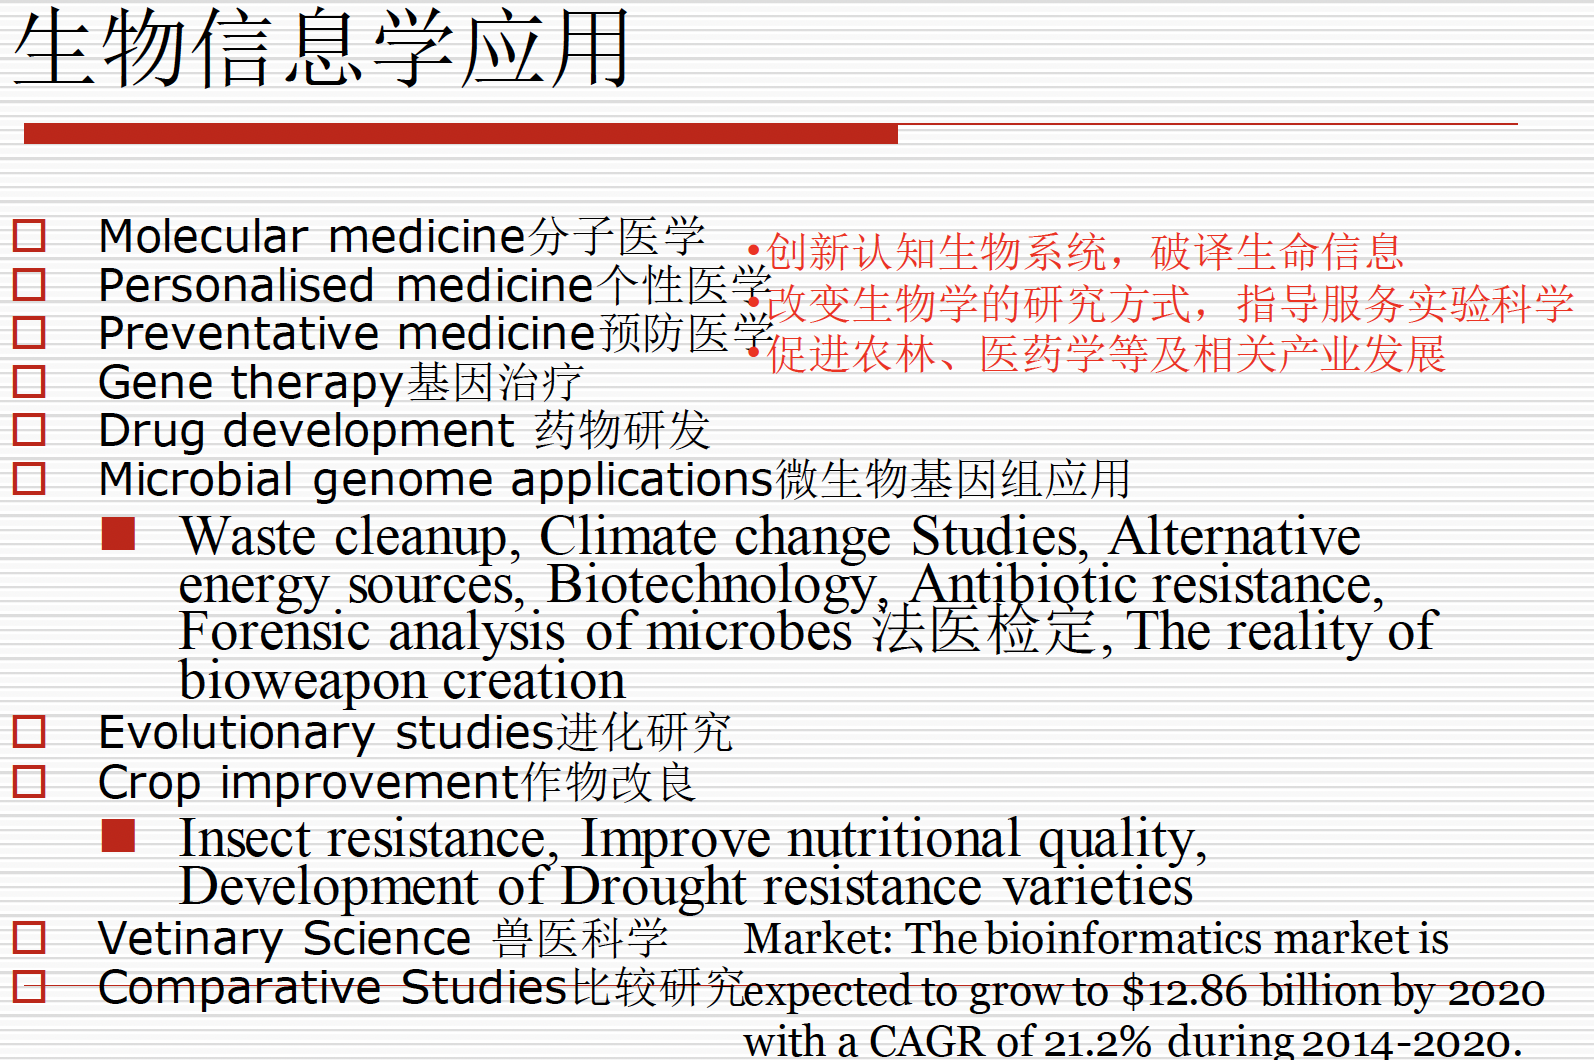 生物信息学应用
Molecular medicine分子医学
Personalised medicine个性医学
Preventative medicine预防医学
Gene therapy基因治疗
Drug development 药物研发
Microbial genome applications微生物基因组应用
Waste cleanup, Climate change Studies, Alternative
energy sources, Biotechnology, Antibiotic resistance,
Forensic analysis of microbes 法医检定, The reality of
bioweapon creation
Evolutionary studies进化研究
Crop improvement作物改良
Insect resistance, Improve nutritional quality,
Development of Drought resistance varieties
Vetinary Science 兽医科学
Comparative Studies比较研究
•创新认知生物系统，破译生命信息
•改变生物学的研究方式，指导服务实验科学
•促进农林、医药学等及相关产业发展
Market: The bioinformatics market is
expected to grow to $12.86 billion by 2020
with a CAGR of 21.2% during 2014-2020.